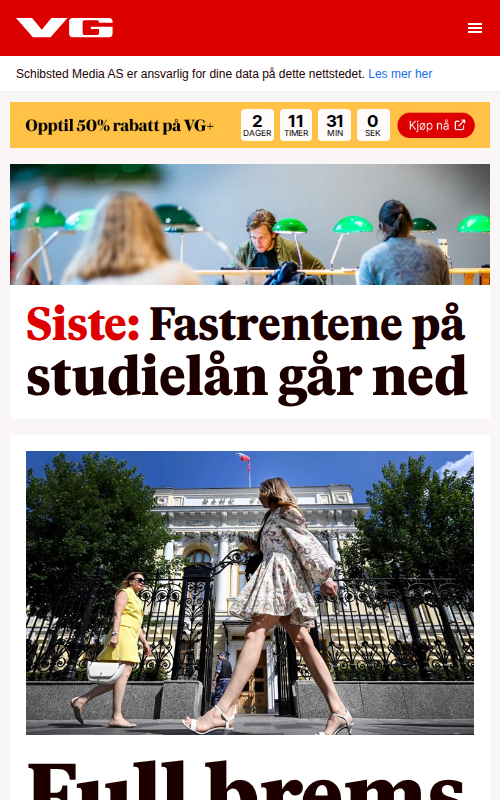 VG
Schibsted Media AS er ansvarlig for dine data på dette nettstedet. Les mer her
Opptil 50% rabatt på VG+
2 DAGER 11 TIMER 31 MIN 0 SEK
Kjøp nå
Siste: Fastrentene på
studielån går ned
Full brems